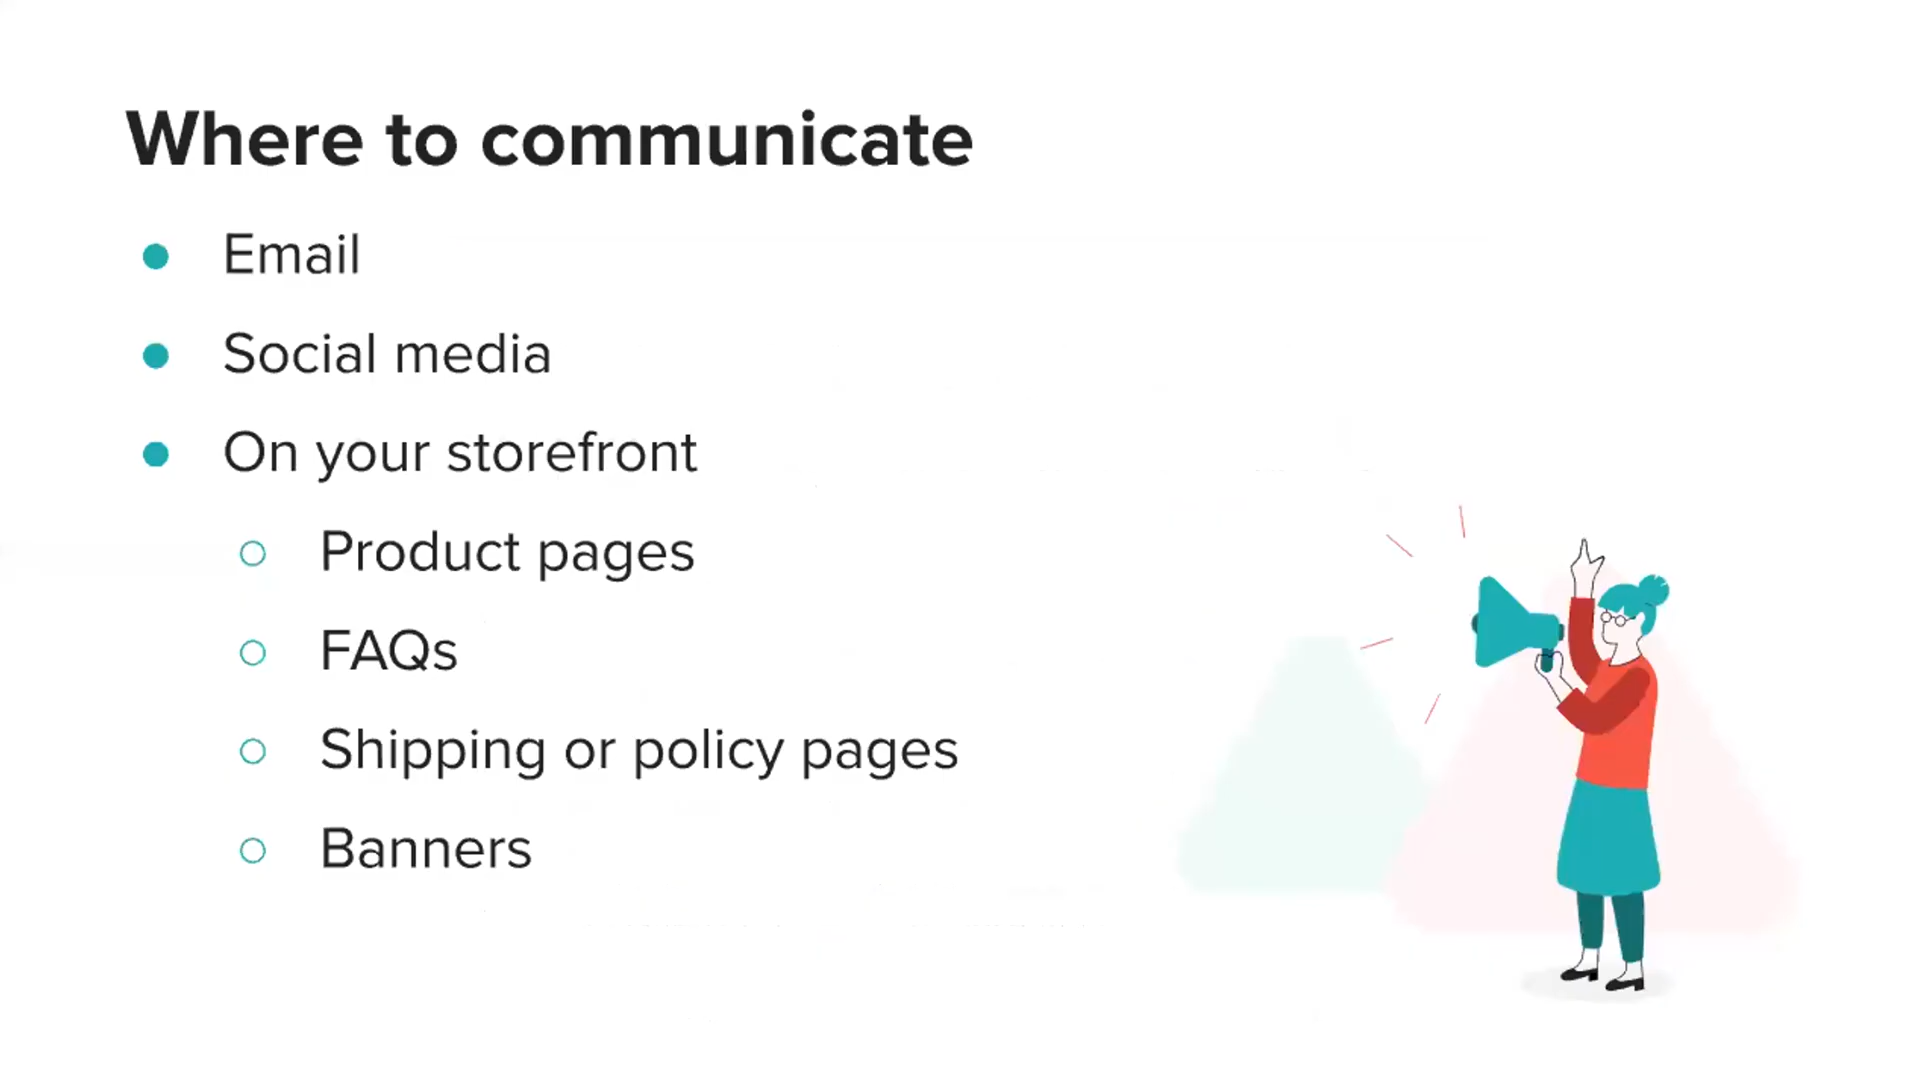 Where to communicate
Email
Social media
On your storefront
Product pages
FAQs
Shipping or policy pages
Banners